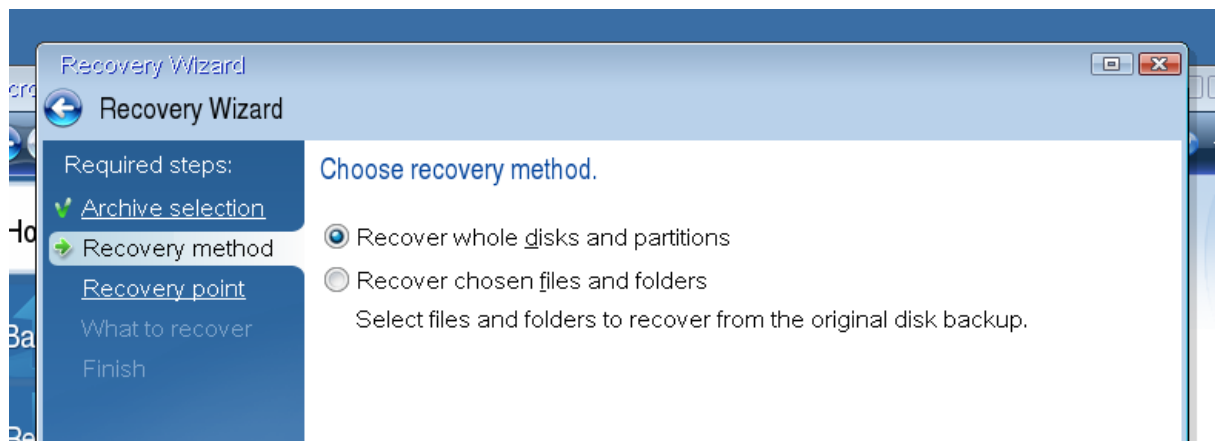 Recovery Wizard
Recovery Wizard
Required steps:
Archive selection
Recovery method
Recovery point
What to recover
Finish
Choose recovery method.
Recover whole disks and partitions
Recover chosen files and folders
Select files and folders to recover from the original disk backup.